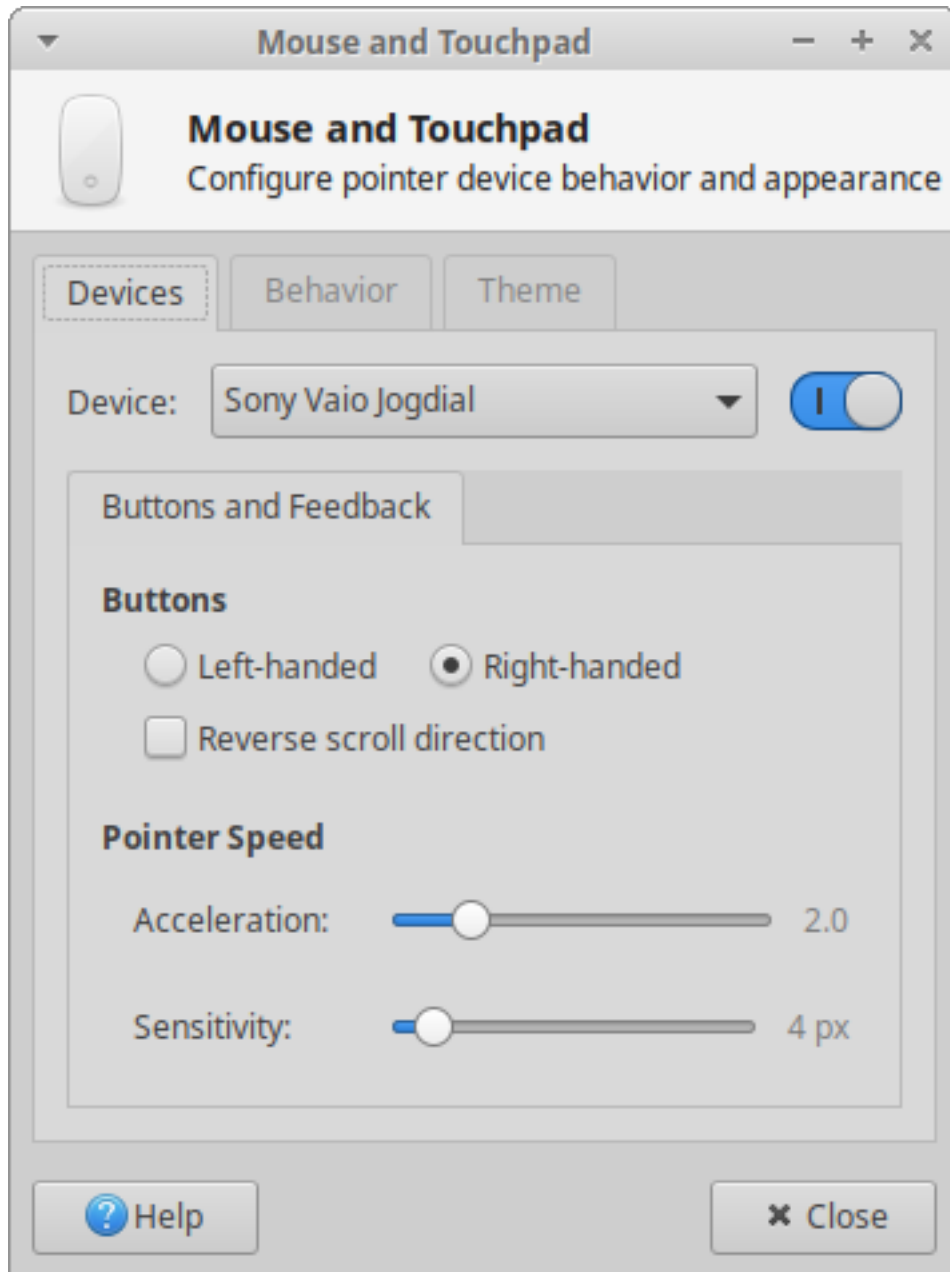 Mouse and Touchpad
Mouse and Touchpad
Configure pointer device behavior and appearance
Devices Behavior Theme
Device: Sony Vaio Jogdial
Buttons and Feedback
Buttons
Left-handed Right-handed
Reverse scroll direction
Pointer Speed
Acceleration: 2.0
Sensitivity: 4 px
Help Close